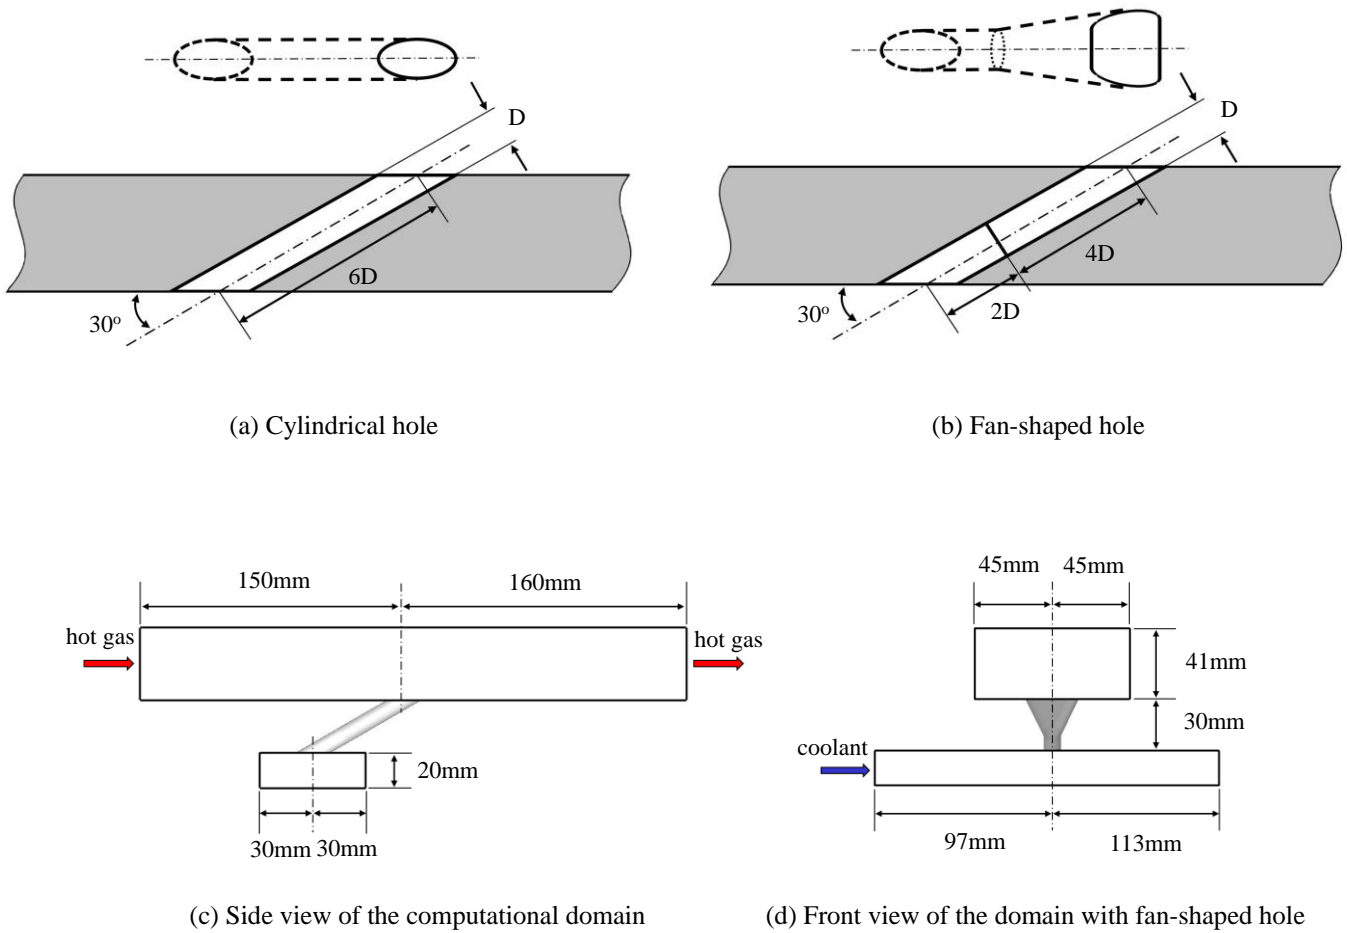 D
6D
30°
(a) Cylindrical hole
D
4D
2D
30°
(b) Fan-shaped hole
150mm
160mm
hot gas
hot gas
20mm
30mm 30mm
(c) Side view of the computational domain
45mm 45mm
41mm
30mm
coolant
97mm
113mm
(d) Front view of the domain with fan-shaped hole